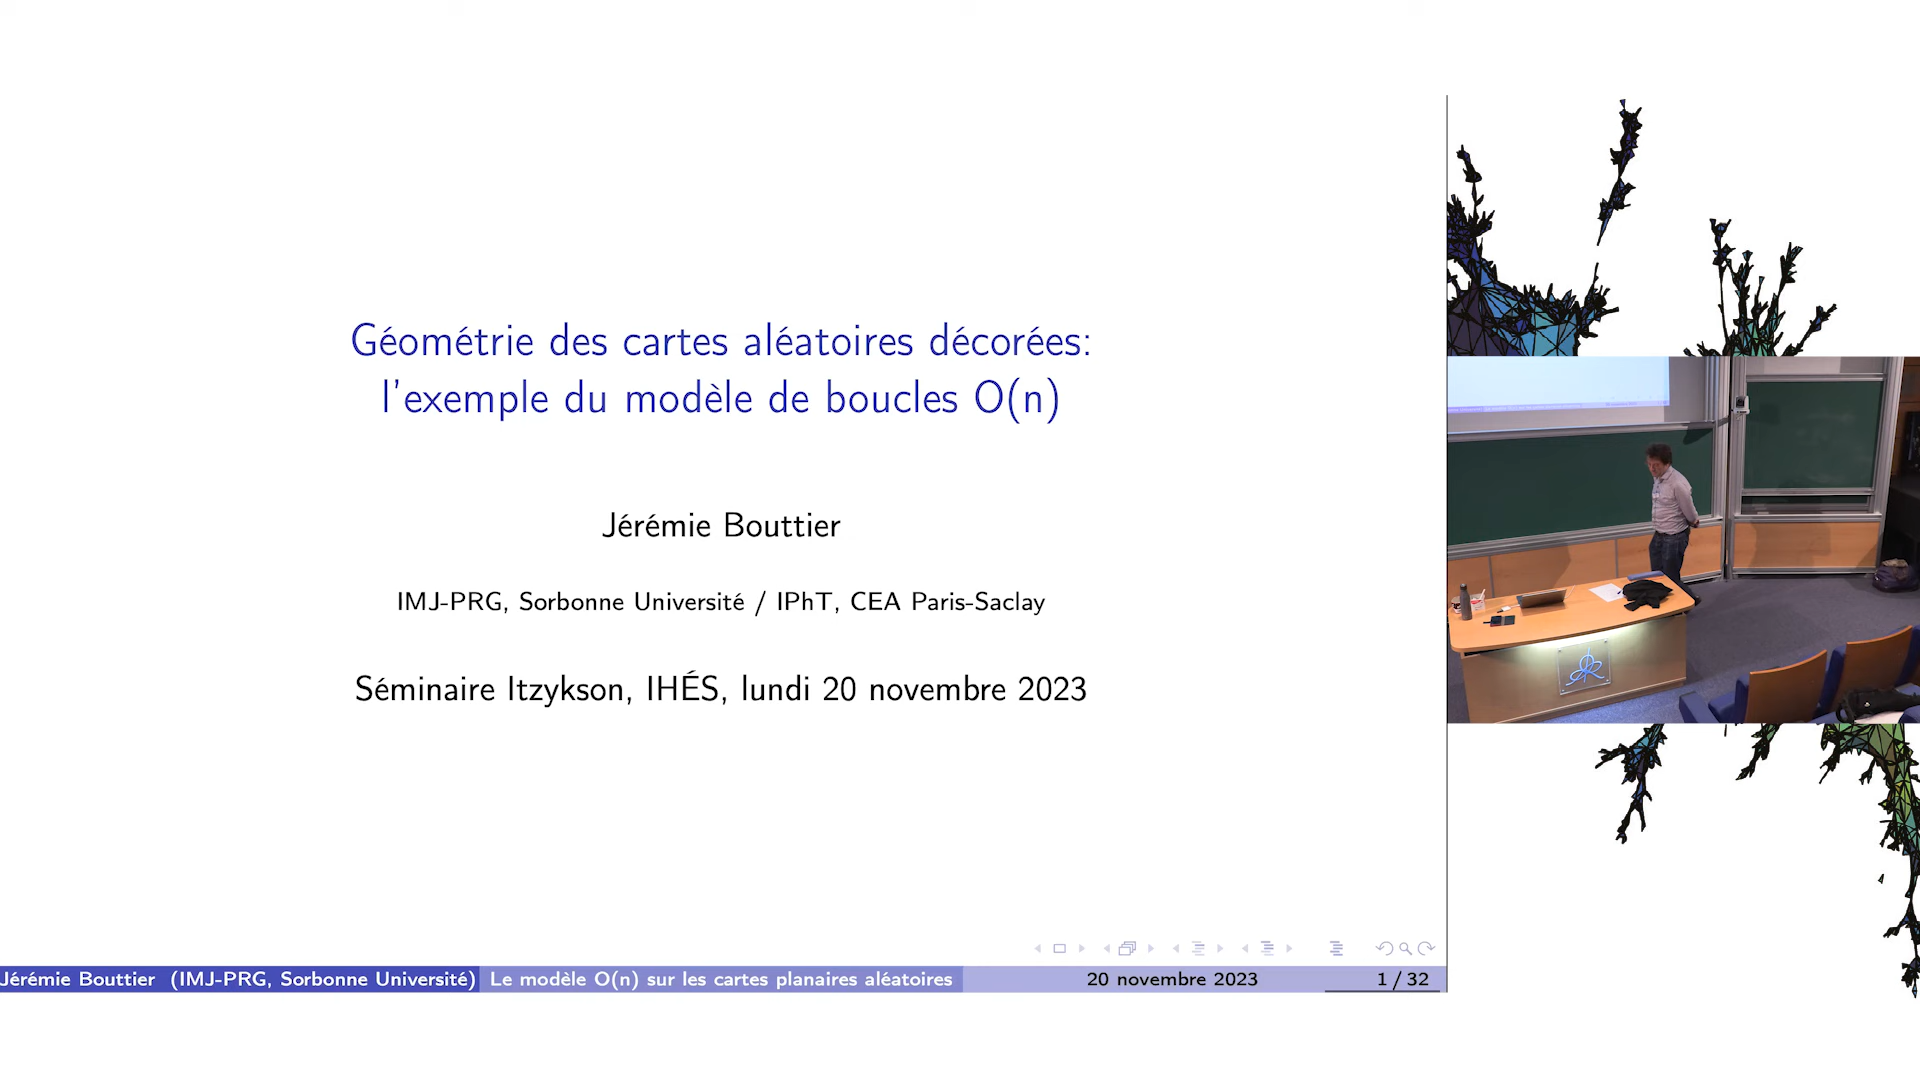 Géométrie des cartes aléatoires décorées:
l'exemple du modèle de boucles O(n)
Jérémie Bouttier
IMJ-PRG, Sorbonne Université / IPhT, CEA Paris-Saclay
Séminaire Itzykson, IHÉS, lundi 20 novembre 2023
Jérémie Bouttier (IMJ-PRG, Sorbonne Université)
Le modèle O(n) sur les cartes planaires aléatoires
20 novembre 2023
1 / 32